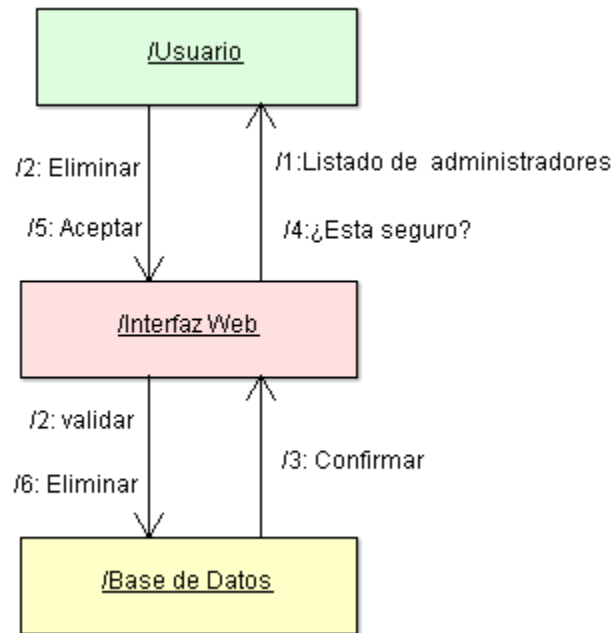 /Usuario
/2: Eliminar
/1:Listado de administradores
/5: Aceptar
/4:¿Esta seguro?
/Interfaz Web
/2: validar
/3: Confirmar
/6: Eliminar
/Base de Datos